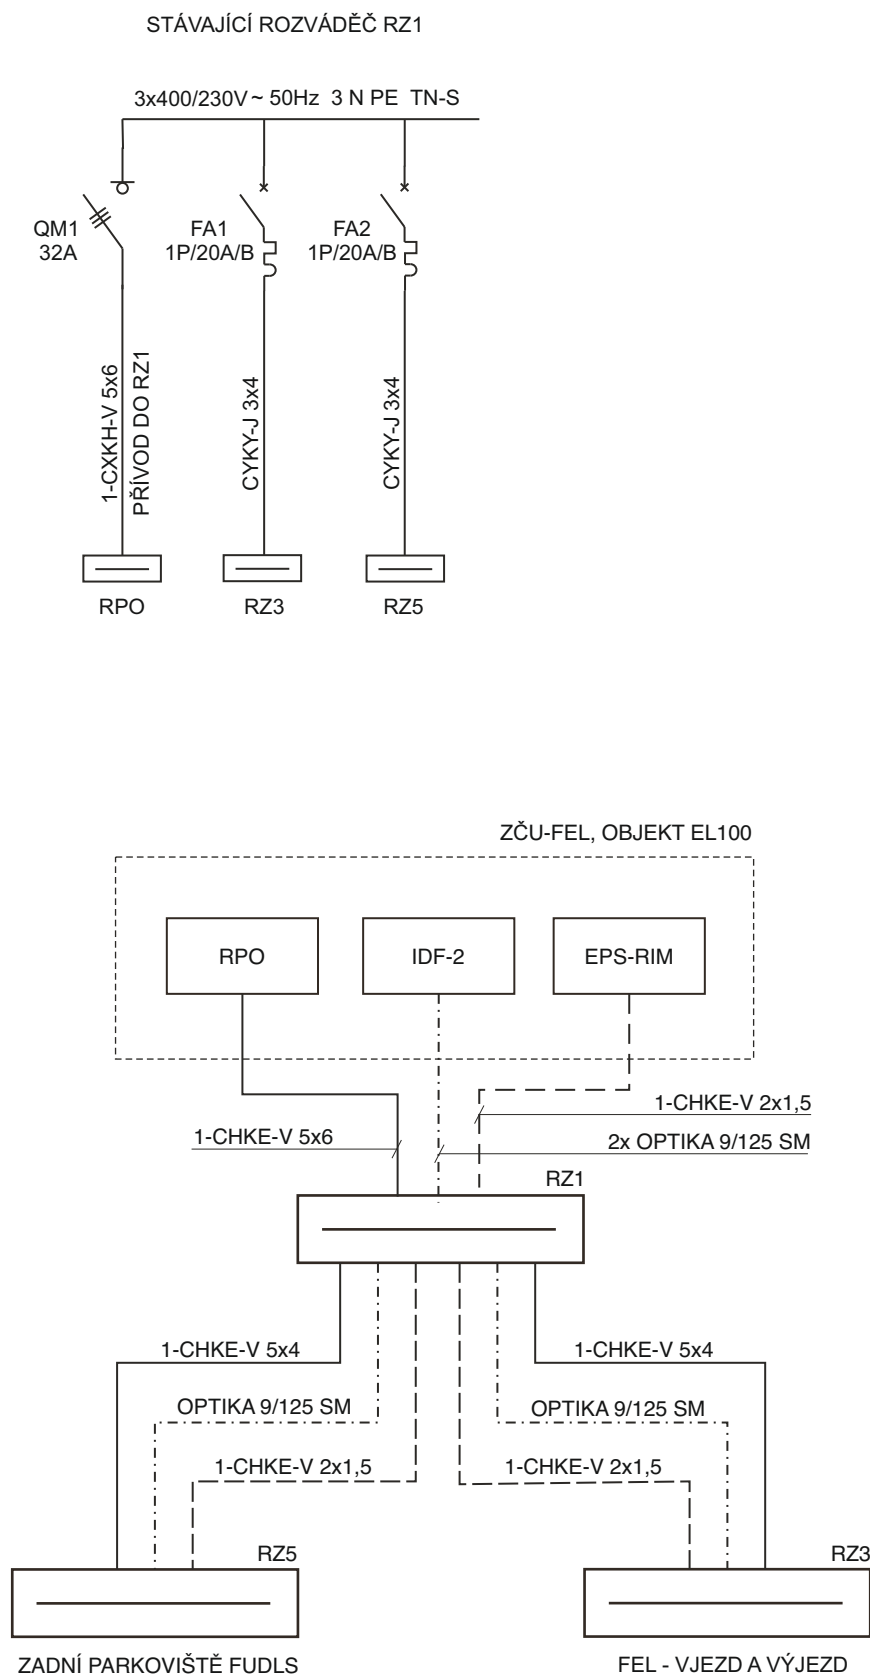 STÁVAJÍCÍ ROZVÁDĚČ RZ1
3x400/230V ~ 50Hz 3 N PE TN-S
QM1
32A
FA1
1P/20A/B
FA2
1P/20A/B
1-CXKH-V 5x6
PŘÍVOD DO RZ1
CYKY-J 3x4
CYKY-J 3x4
RPO
RZ3
RZ5
ZČU-FEL, OBJEKT EL100
RPO
IDF-2
EPS-RIM
1-CHKE-V 2x1,5
1-CHKE-V 5x6
2x OPTIKA 9/125 SM
RZ1
1-CHKE-V 5x4
1-CHKE-V 5x4
OPTIKA 9/125 SM
OPTIKA 9/125 SM
1-CHKE-V 2x1,5
1-CHKE-V 2x1,5
RZ5
RZ3
ZADNÍ PARKOVIŠTĚ FUDLS
FEL - VJEZD A VÝJEZD